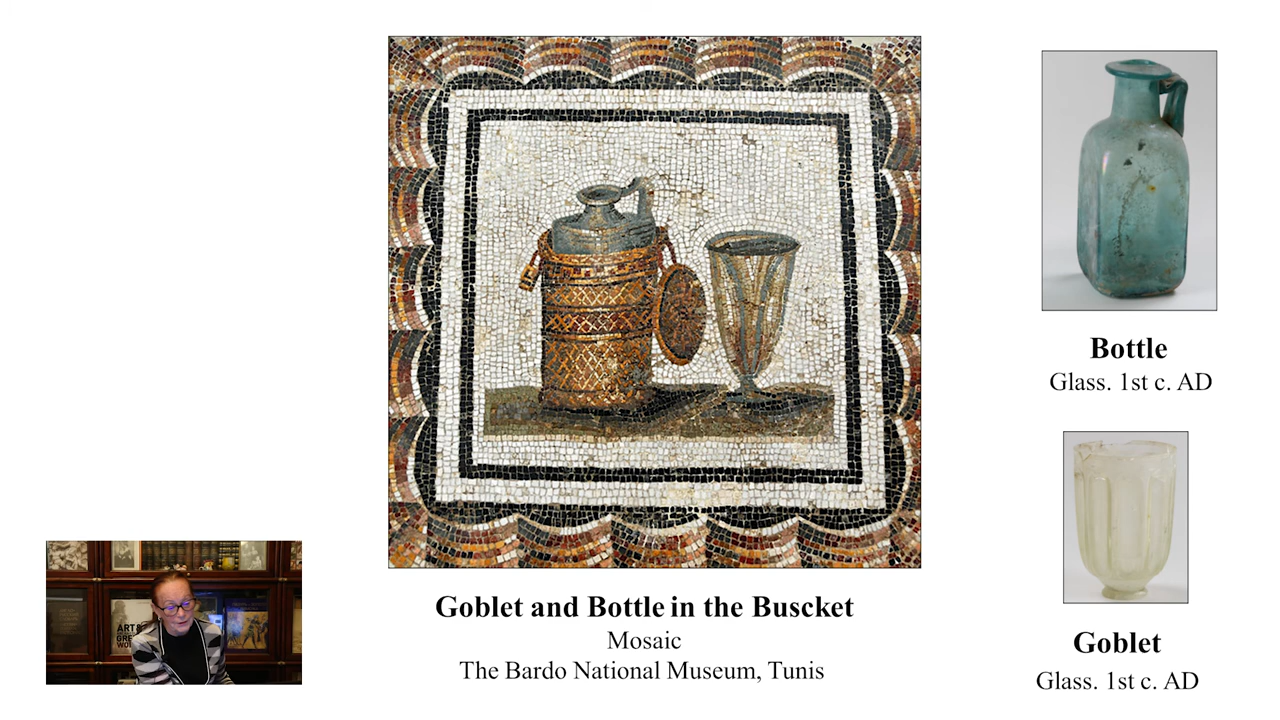 Goblet and Bottle in the Buscket
Mosaic
The Bardo National Museum, Tunis
Bottle
Glass. 1st c. AD
Goblet
Glass. 1st c. AD
ART &